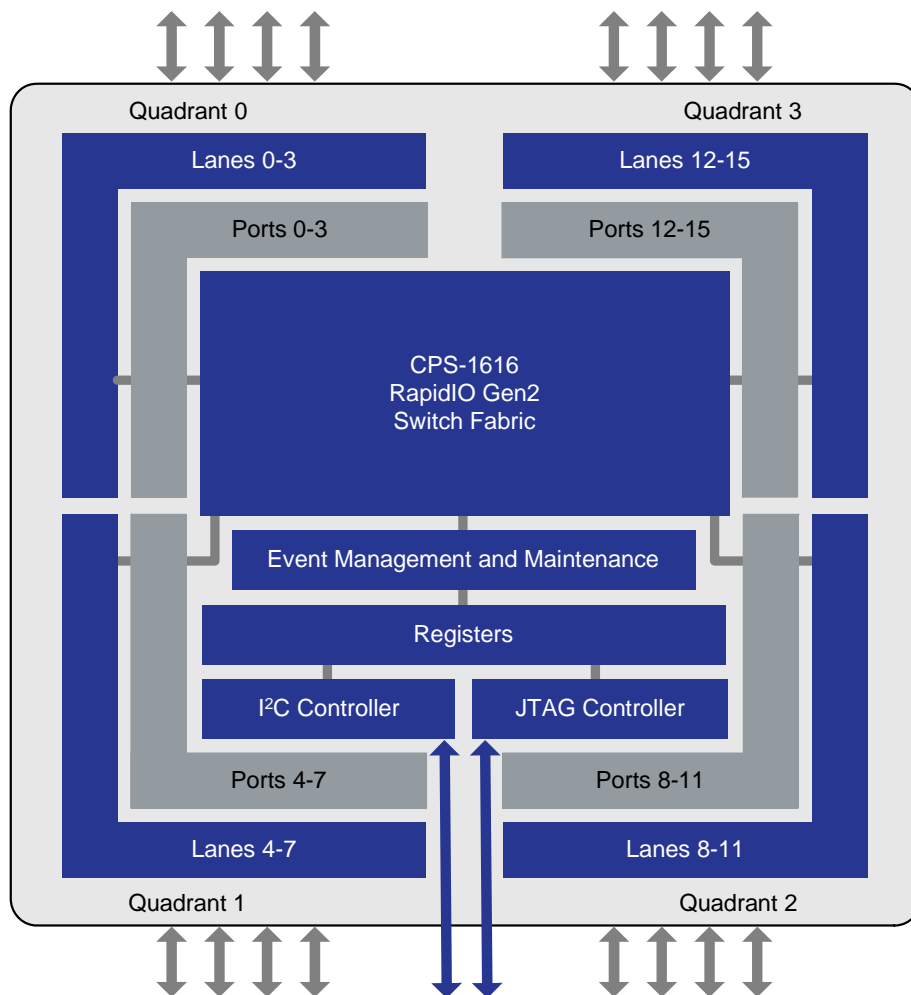 Quadrant 0
Quadrant 3
Lanes 0-3
Lanes 12-15
Ports 0-3
Ports 12-15
CPS-1616
RapidIO Gen2
Switch Fabric
Event Management and Maintenance
Registers
I²C Controller
JTAG Controller
Ports 4-7
Ports 8-11
Lanes 4-7
Lanes 8-11
Quadrant 1
Quadrant 2